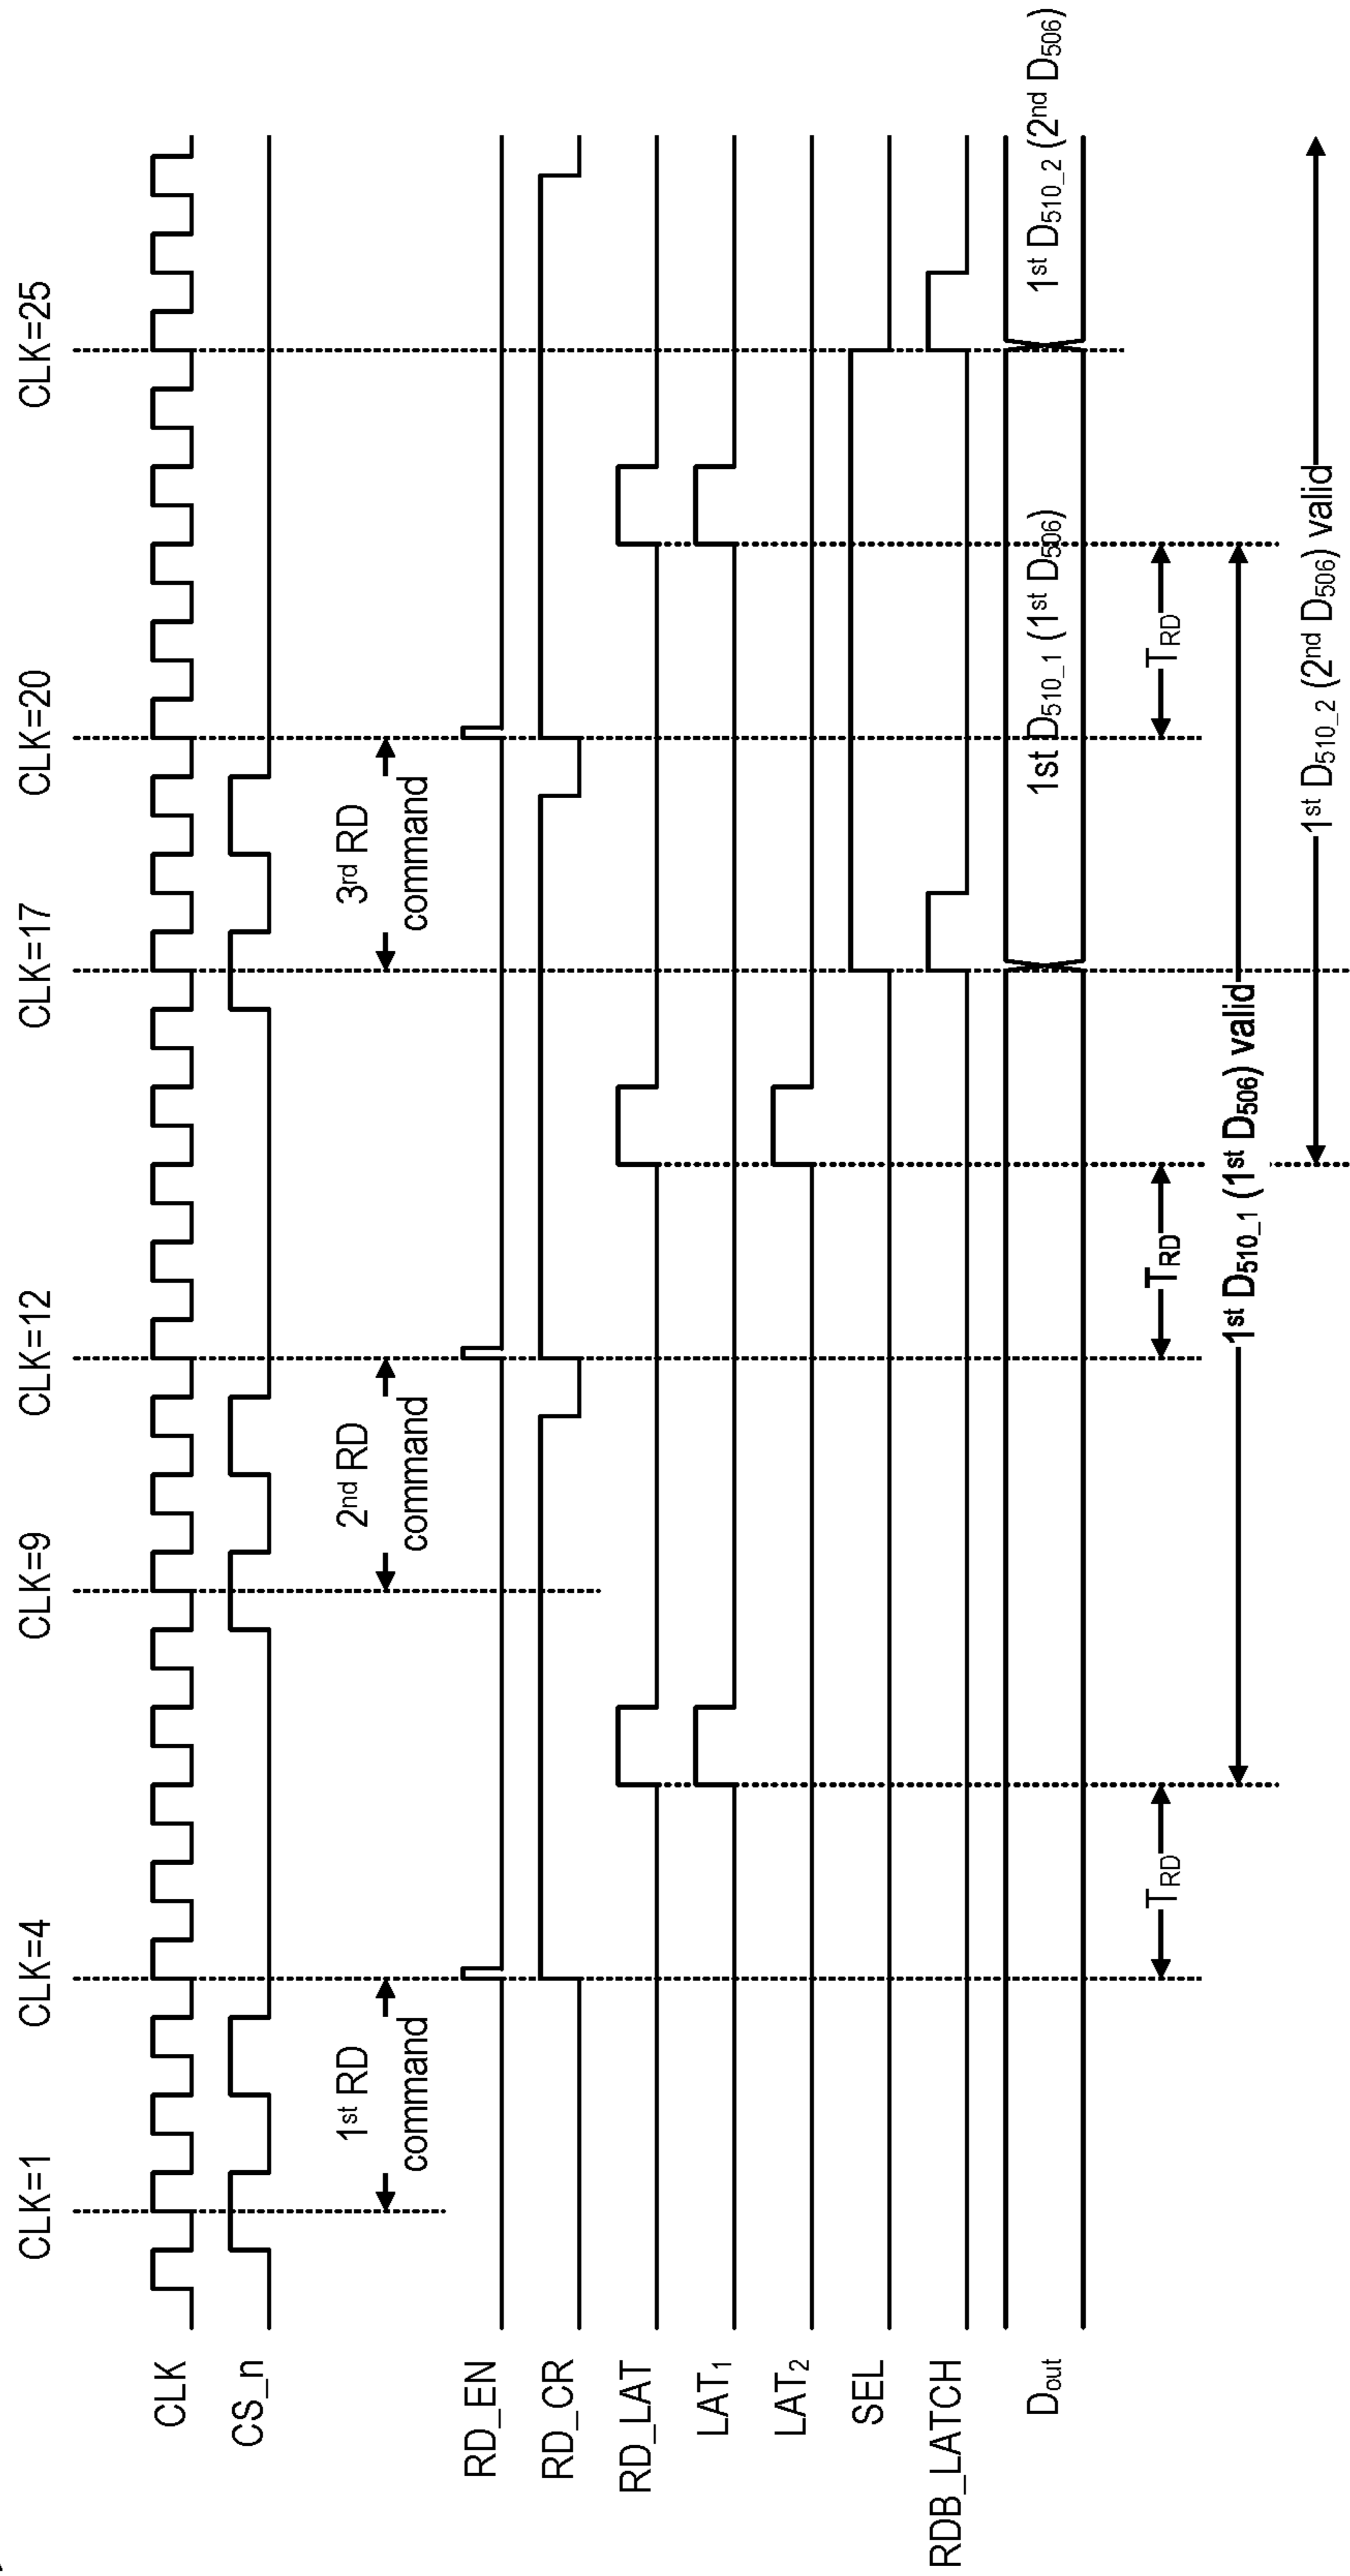 CLK=1
CLK=4
CLK=9
CLK=12
CLK=17
CLK=20
CLK=25
CLK
CS_n
1st RD
command
2nd RD
command
3rd RD
command
RD_EN
RD_CR
RD_LAT
LAT1
LAT2
SEL
RDB_LATCH
Dout
1st D510_1 (1st D506)
1st D510_2 (2nd D506)
TRD
TRD
TRD
1st D510_1 (1st D506) valid
1st D510_2 (2nd D506) valid